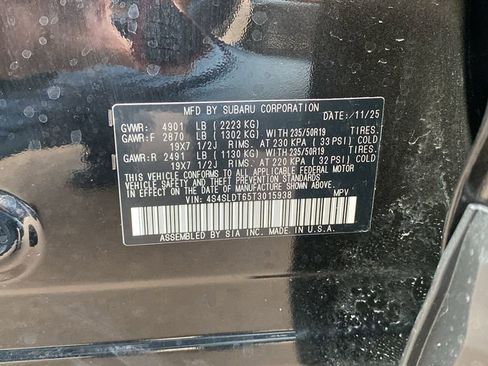 MFD BY SUBARU CORPORATION
GVWR: 4901 LB ( 2223 KG) DATE:/11/25
GAWR:F 2870 LB ( 1302 KG) WITH 235/50R19 TIRES.
19X7 1/2J RIMS. AT 230 KPA ( 33 PSI) COLD
GAWR:R 2491 LB ( 1130 KG) WITH 235/50R19 TIRES.
19X7 1/2J RIMS. AT 220 KPA ( 32 PSI) COLD
THIS VEHICLE CONFORMS TO ALL APPLICABLE FEDERAL MOTOR
VEHICLE SAFETY, BUMPER, AND THEFT PREVENTION STANDARDS IN
EFFECT ON THE DATE OF MANUFACTURE SHOWN ABOVE.
VIN: 4S4SLDT65T3015938 MPV
ASSEMBLED BY SIA INC. MADE IN U.S.A.